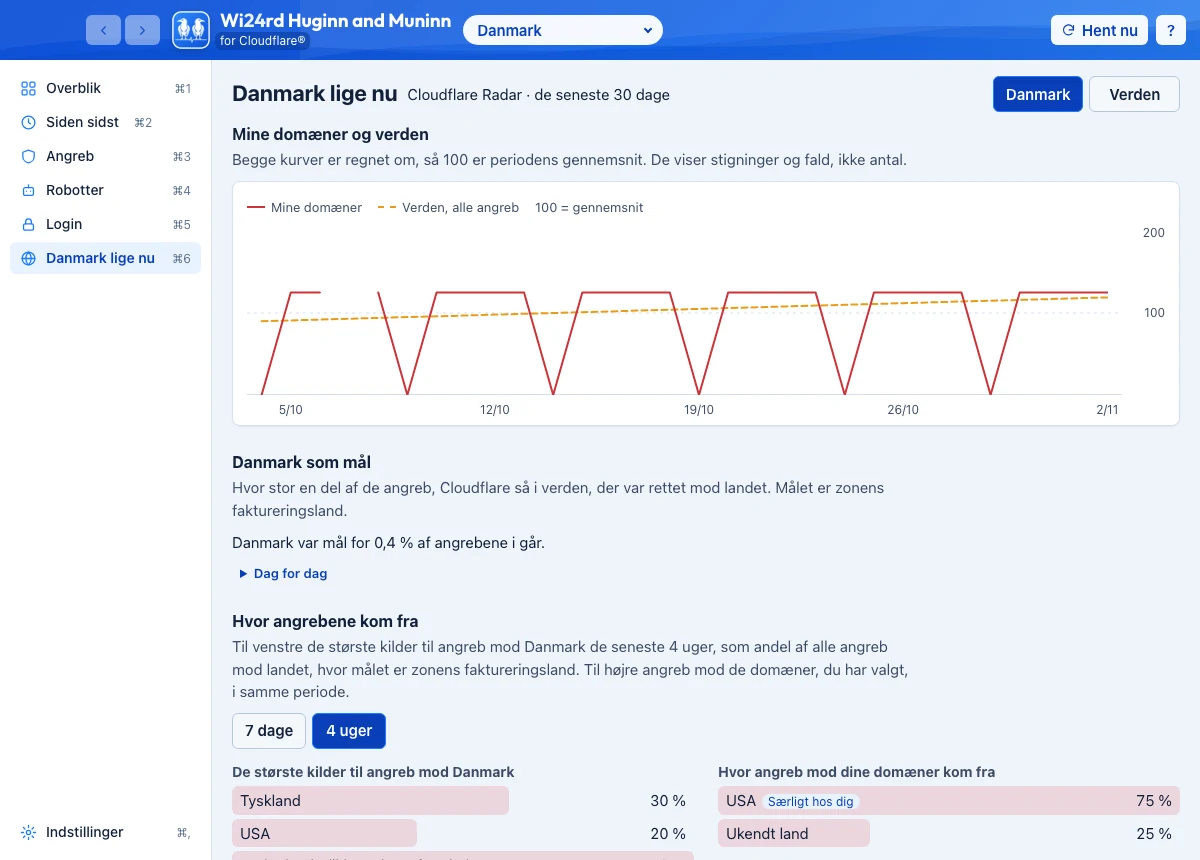 Wi24rd Huginn and Muninn
for Cloudflare®
Danmark
Hent nu
?
Overblik ⌘1
Siden sidst ⌘2
Angreb ⌘3
Robotter ⌘4
Login ⌘5
Danmark lige nu ⌘6
Indstillinger ⌘,
Danmark lige nu Cloudflare Radar · de seneste 30 dage
Danmark Verden
Mine domæner og verden
Begge kurver er regnet om, så 100 er periodens gennemsnit. De viser stigninger og fald, ikke antal.
Mine domæner Verden, alle angreb 100 = gennemsnit
200
100
5/10 12/10 19/10 26/10 2/11
Danmark som mål
Hvor stor en del af de angreb, Cloudflare så i verden, der var rettet mod landet. Målet er zonens
faktureringsland.
Danmark var mål for 0,4 % af angrebene i går.
Dag for dag
Hvor angrebene kom fra
Til venstre de største kilder til angreb mod Danmark de seneste 4 uger, som andel af alle angreb
mod landet, hvor målet er zonens faktureringsland. Til højre angreb mod de domæner, du har valgt,
i samme periode.
7 dage 4 uger
De største kilder til angreb mod Danmark
Tyskland 30 %
USA 20 %
Hvor angreb mod dine domæner kom fra
USA Særligt hos dig 75 %
Ukendt land 25 %